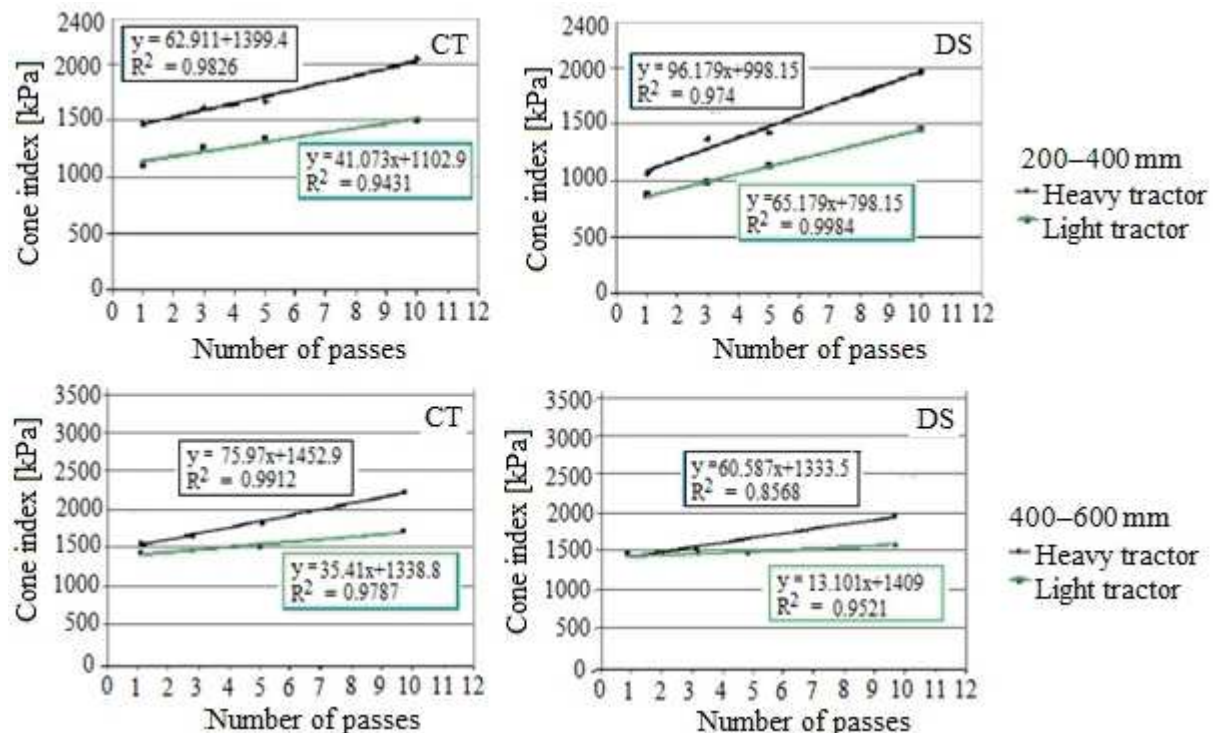 2400
2000
1500
1000
500
0
Cone index [kPa]
y = 62.911+1399.4
R² = 0.9826
CT
y=41.073x+1102.9
R² = 0.9431
0 1 2 3 4 5 6 7 8 9 10 11 12
Number of passes
2400
2000
1500
1000
500
0
Cone index [kPa]
y = 96.179x+998.15
R² = 0.974
DS
y=65.179x+798.15
R² = 0.9984
0 1 2 3 4 5 6 7 8 9 10 11 12
Number of passes
200–400 mm
Heavy tractor
Light tractor
3500
3000
2500
2000
1500
1000
500
0
Cone index [kPa]
CT
y = 75.97x+1452.9
R² = 0.9912
y = 35.41x+1338.8
R² = 0.9787
0 1 2 3 4 5 6 7 8 9 10 11 12
Number of passes
3500
3000
2500
2000
1500
1000
500
0
Cone index [kPa]
DS
y=60.587x+1333.5
R² = 0.8568
y = 13.101x+1409
R² = 0.9521
0 1 2 3 4 5 6 7 8 9 10 11 12
Number of passes
400–600 mm
Heavy tractor
Light tractor